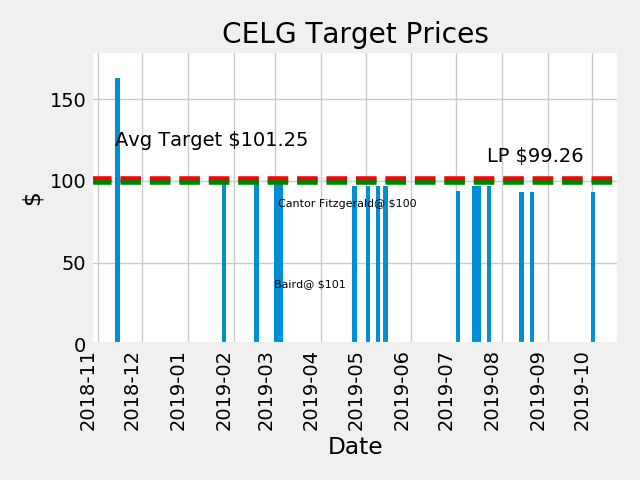 CELG Target Prices
150
Avg Target $101.25
LP $99.26
100
Cantor Fitzgerald@ $100
$
50
Baird@ $101
0
2018-11
2018-12
2019-01
2019-02
2019-03
2019-04
2019-05
2019-06
2019-07
2019-08
2019-09
2019-10
Date